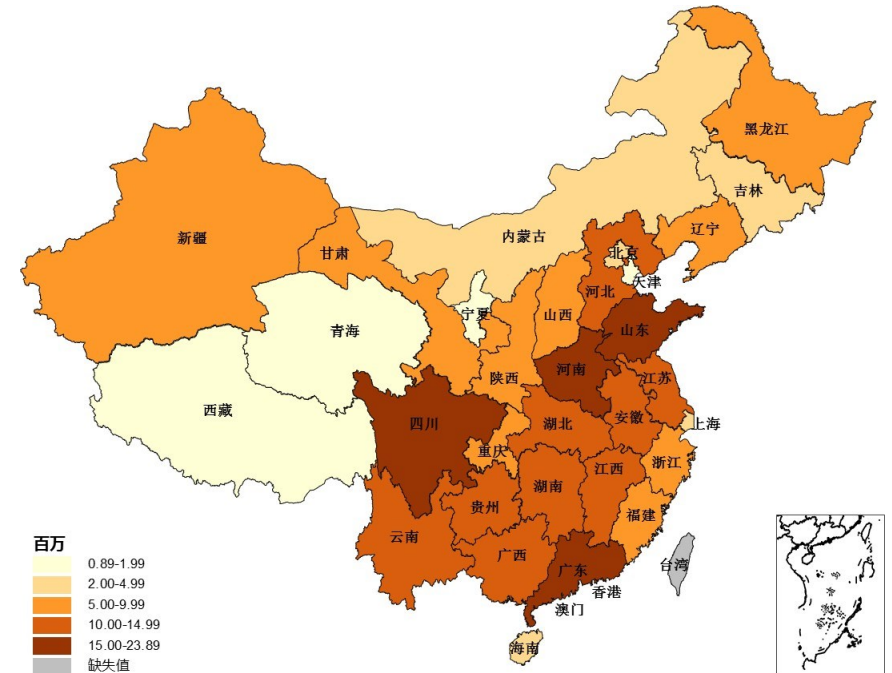 黑龙江
吉林
新疆
辽宁
内蒙古
甘肃
北京
天津
河北
宁夏
山西
青海
山东
河南
陕西
江苏
西藏
四川
安徽
上海
湖北
重庆
浙江
江西
湖南
贵州
福建
云南
广西
台湾
广东
香港
澳门
海南
百万
0.89-1.99
2.00-4.99
5.00-9.99
10.00-14.99
15.00-23.89
缺失值